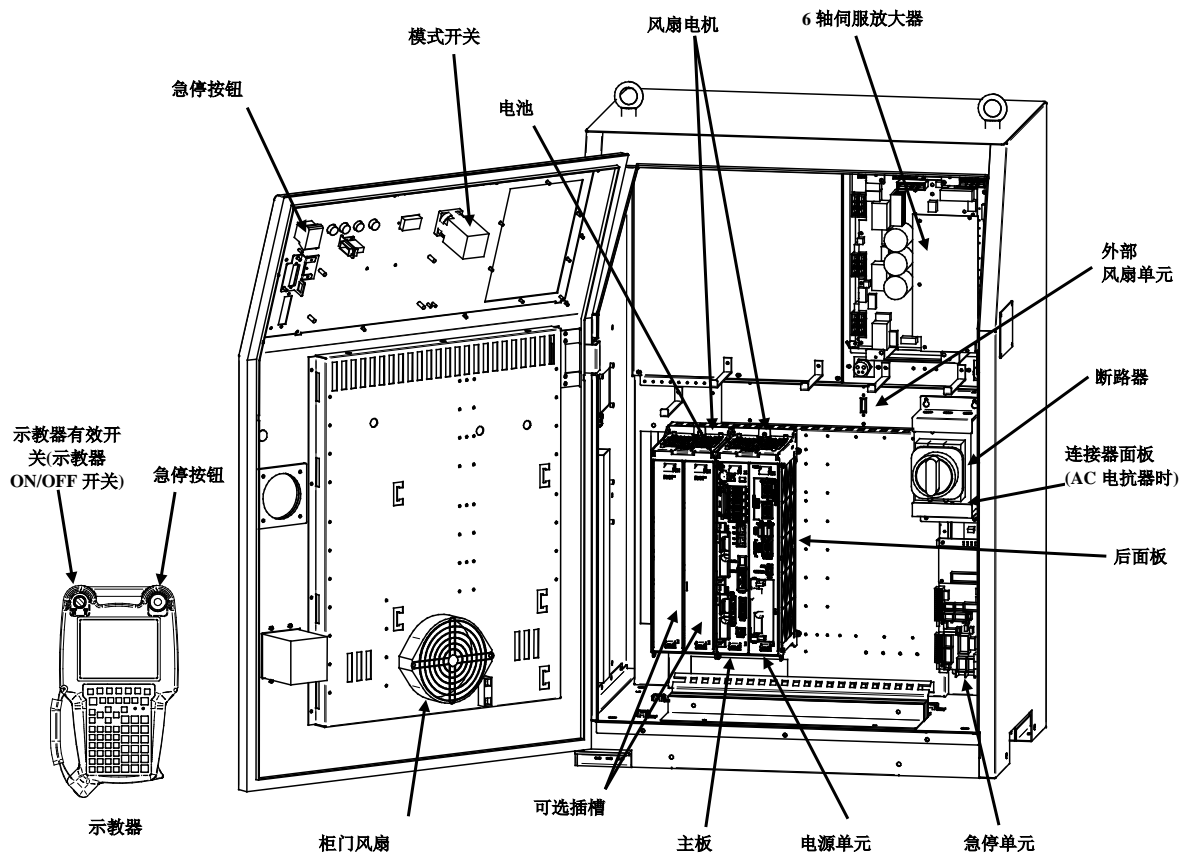 6 轴伺服放大器
风扇电机
模式开关
急停按钮
电池
外部
风扇单元
断路器
示教器有效开
关(示教器
ON/OFF 开关)
急停按钮
连接器面板
(AC 电抗器时)
后面板
可选插槽
示教器
柜门风扇
主板
电源单元
急停单元